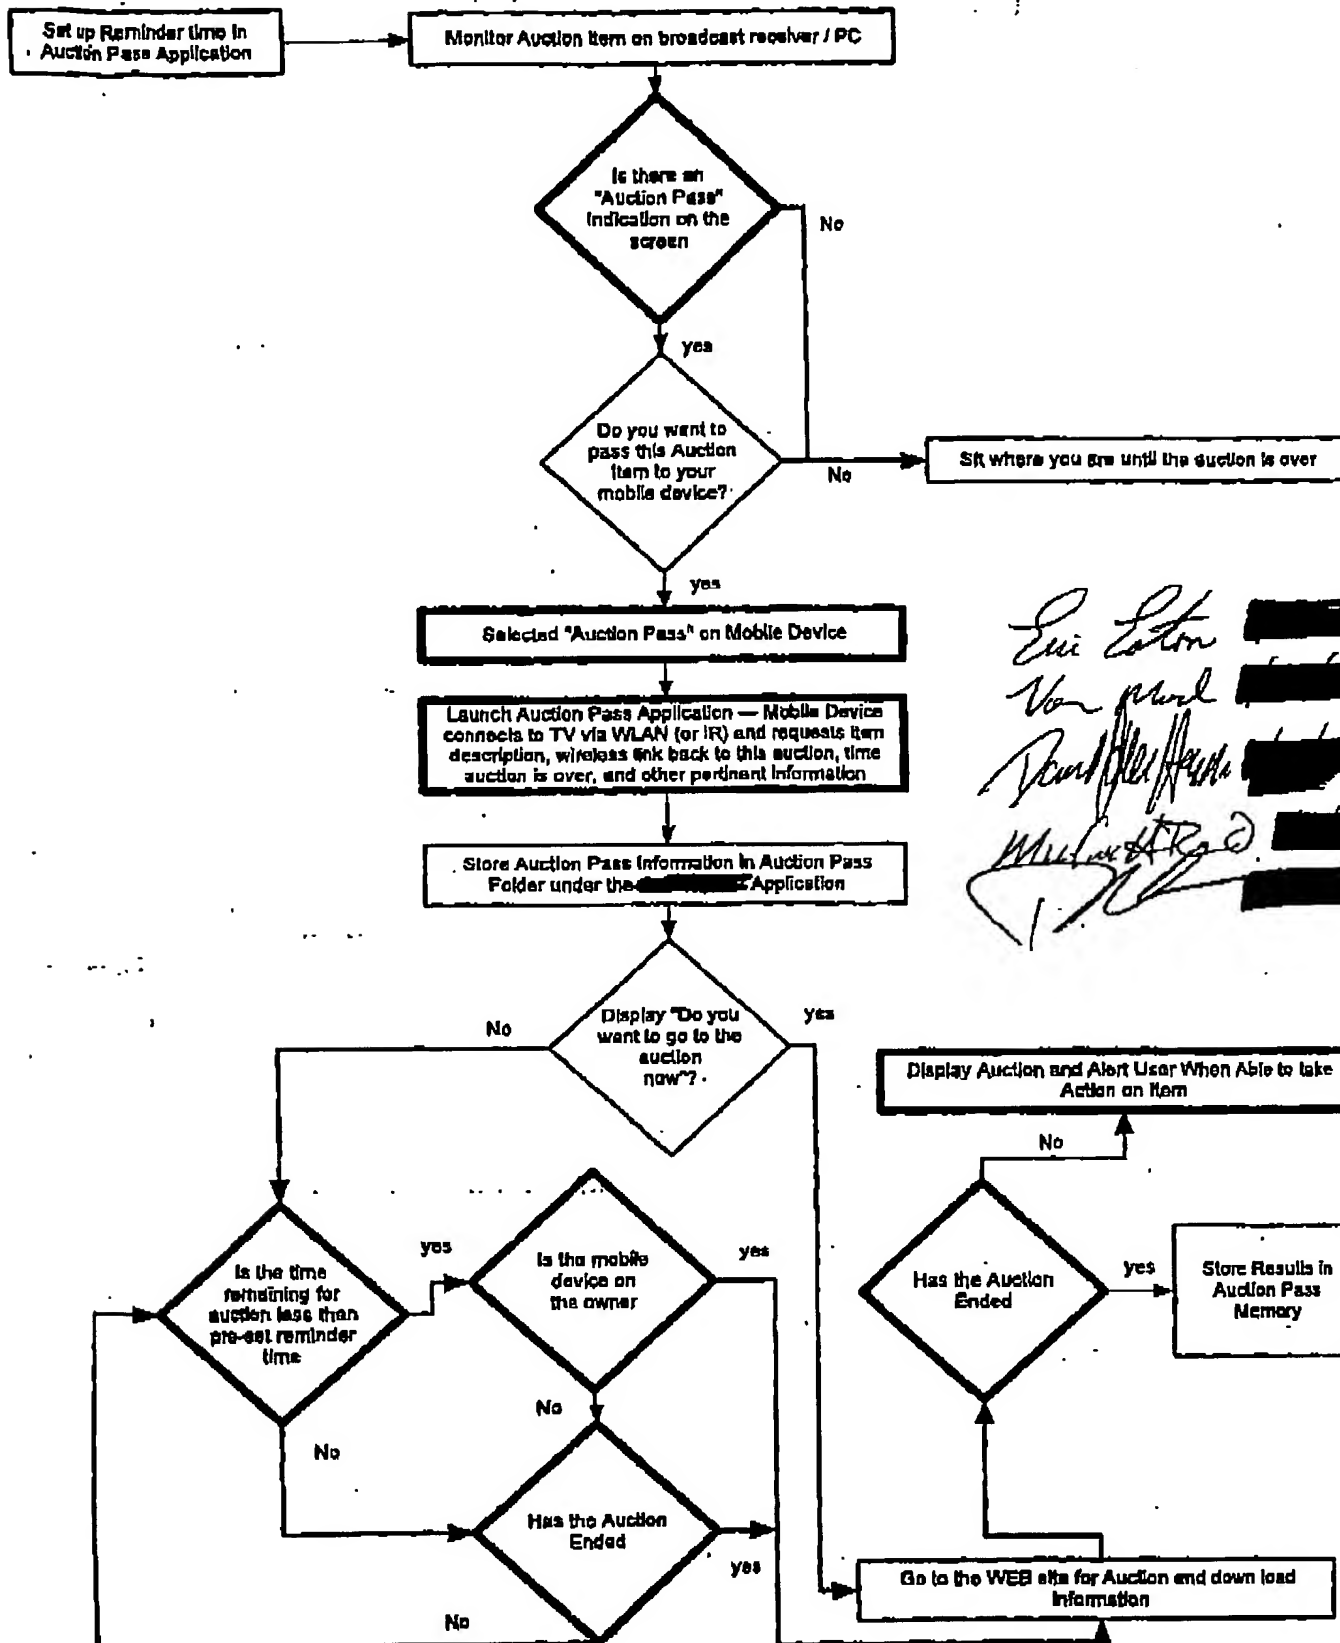 Set up Reminder time in
Auction Pass Application
Monitor Auction Item on broadcast receiver / PC
Is there an
"Auction Pass"
Indication on the
screen
No
yes
Do you want to
pass this Auction
Item to your
mobile device?
No
Sit where you are until the auction is over
yes
Selected "Auction Pass" on Mobile Device
Launch Auction Pass Application — Mobile Device
connects to TV via WLAN (or IR) and requests item
description, wireless link back to this auction, time
auction is over, and other pertinent Information
Eric Eaton
Store Auction Pass Information in Auction Pass
Folder under the Application
Display "Do you
want to go to the
auction
now"?
No
yes
Display Auction and Alert User When Able to take
Action on Item
No
Is the time
remaining for
auction less than
pre-set reminder
time
yes
Is the mobile
device on
the owner
yes
Has the Auction
Ended
yes
Store Results in
Auction Pass
Memory
No
No
Has the Auction
Ended
yes
Go to the WEB site for Auction and down load
Information
No